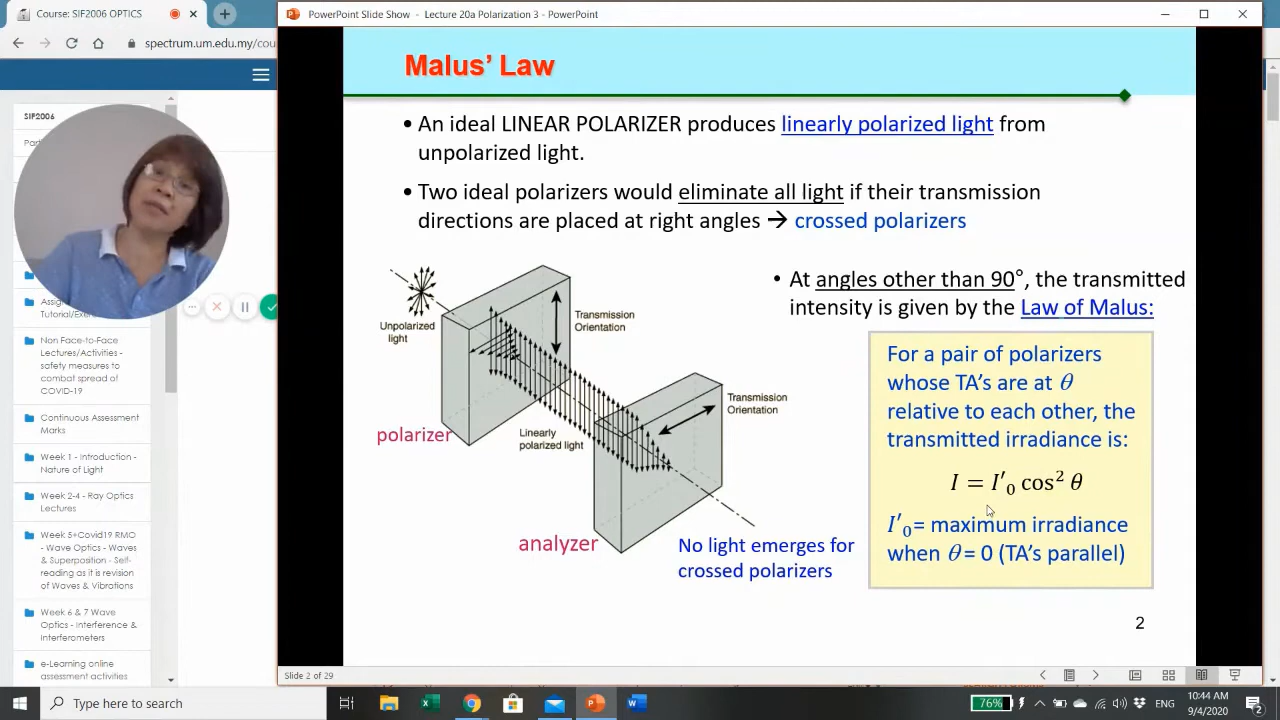 Course: SIF2006 OPTICS
PowerPoint Slide Show - Lecture 20a Polarization 3 - PowerPoint
spectrum.um.edu.my/cou
SIF2006
Part
Assig
Tutorial/Exer
Non Face-to-Face
Lectures/Activities -
safety measures to
combat spread of
COVID-19
Continuous Assessment
Marks
Week 1 - Introduction -
Nature of Light
Week 2-4 - Ray Optics
Lectures
Week 5+Covid19 RMO
- Wave Optics - Waves
& Superposition - Self-
reading as it is revision
of Waves & Vibrations
Week 6 & 7 Wave
Optics - Interference &
Interferometers
e-Learning online
assessment activities
Malus' Law
• An ideal LINEAR POLARIZER produces linearly polarized light from
unpolarized light.
• Two ideal polarizers would eliminate all light if their transmission
directions are placed at right angles → crossed polarizers
Unpolarized
light
Transmission
Orientation
polarizer
Linearly
polarized light
Transmission
Orientation
analyzer
No light emerges for
crossed polarizers
• At angles other than 90°, the transmitted
intensity is given by the Law of Malus:
For a pair of polarizers
whose TA's are at θ
relative to each other, the
transmitted irradiance is:
I = I′₀ cos² θ
I′₀= maximum irradiance
when θ = 0 (TA's parallel)
2
Slide 2 of 29
Type here to search
76%
ENG
10:44 AM
9/4/2020
2